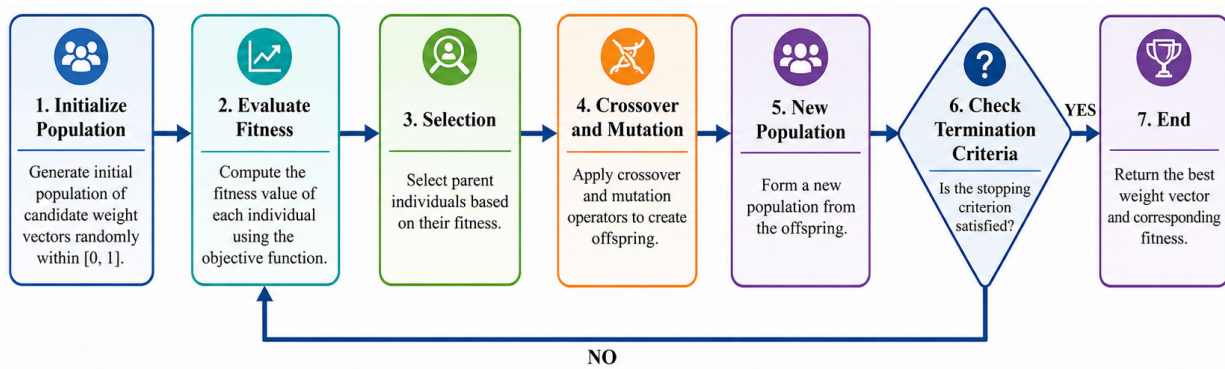 1. Initialize
Population
Generate initial
population of
candidate weight
vectors randomly
within [0, 1].
2. Evaluate
Fitness
Compute the
fitness value of
each individual
using the
objective function.
3. Selection
Select parent
individuals based
on their fitness.
4. Crossover
and Mutation
Apply crossover
and mutation
operators to create
offspring.
5. New
Population
Form a new
population from
the offspring.
?
6. Check
Termination
Criteria
Is the stopping
criterion
satisfied?
YES
7. End
Return the best
weight vector
and corresponding
fitness.
NO